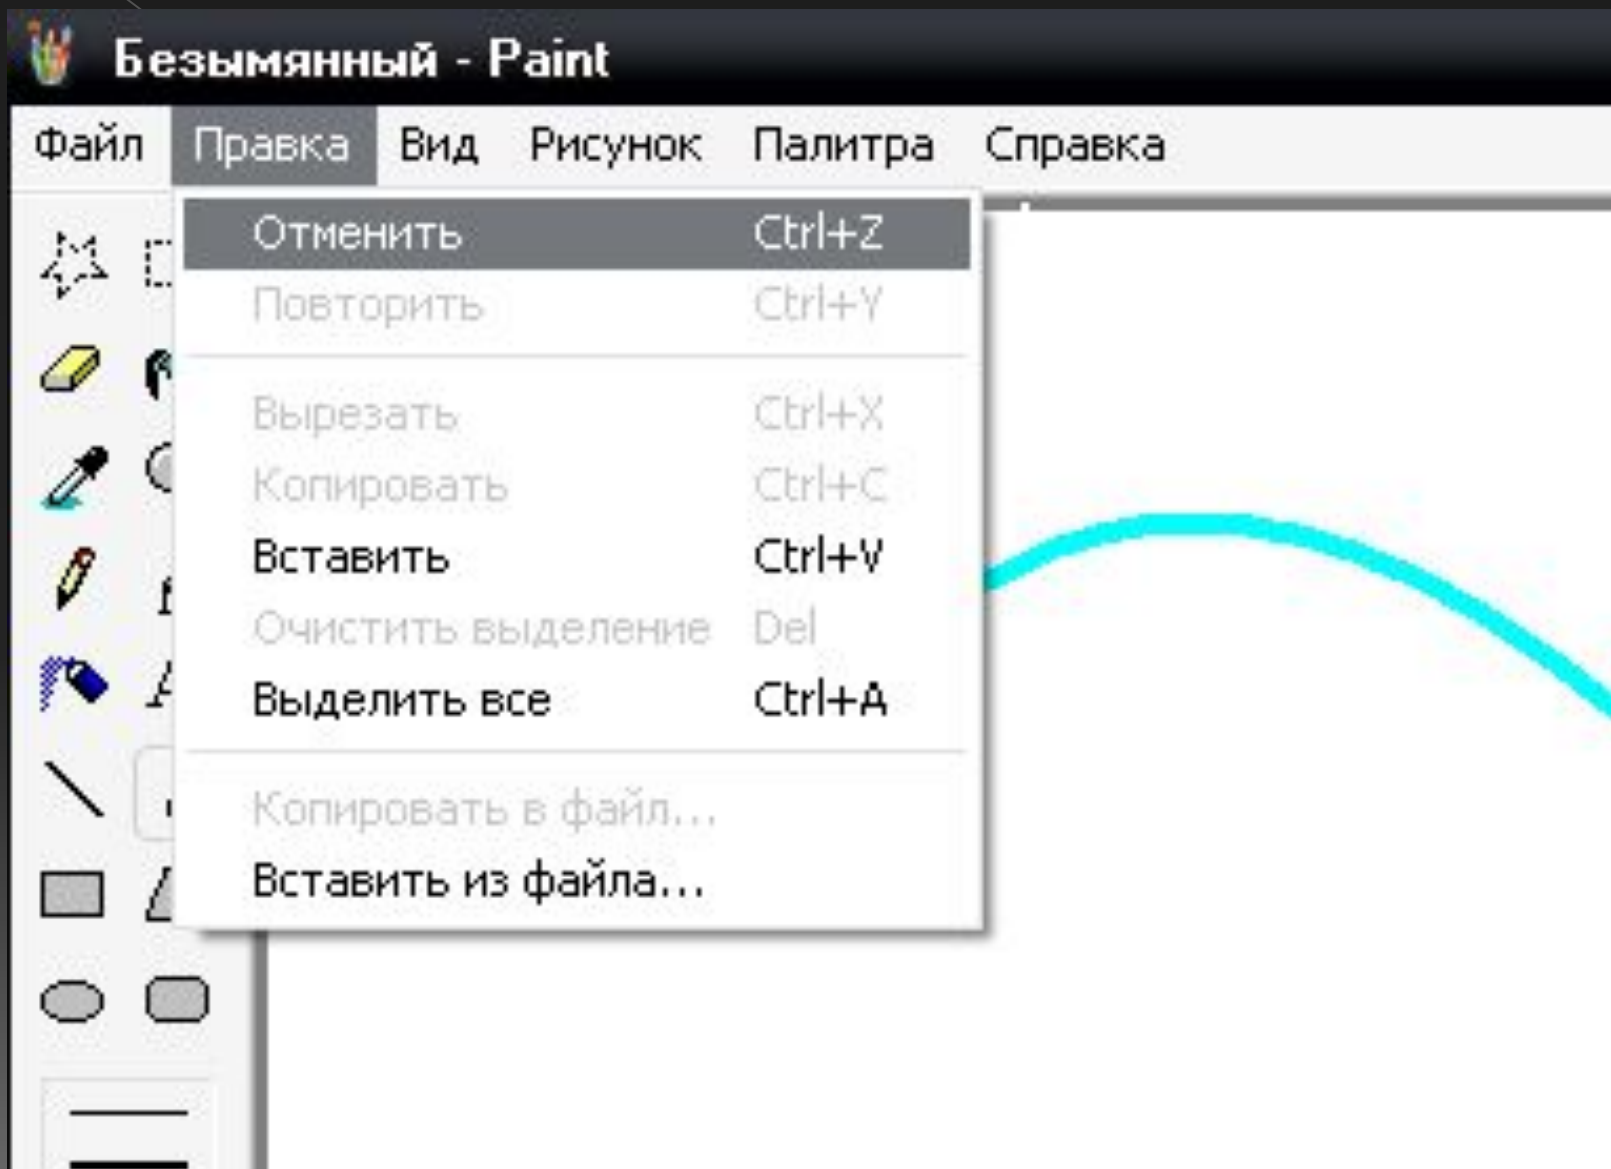 Безымянный - Paint
Файл Правка Вид Рисунок Палитра Справка
Отменить Ctrl+Z
Повторить Ctrl+Y
Вырезать Ctrl+X
Копировать Ctrl+C
Вставить Ctrl+V
Очистить выделение Del
Выделить все Ctrl+A
Копировать в файл...
Вставить из файла...